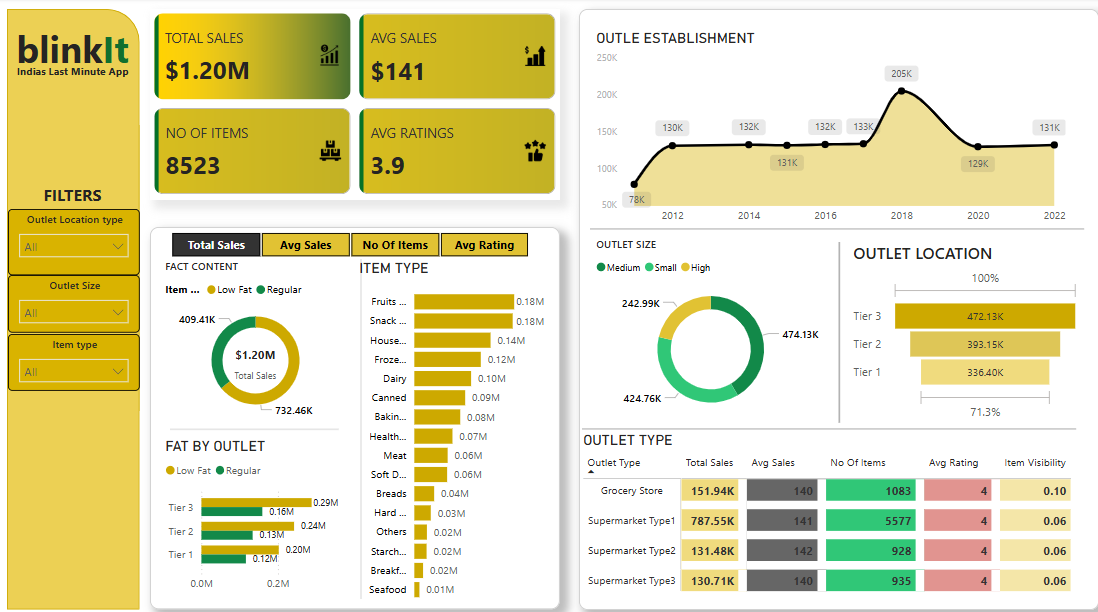 blinkIt
Indias Last Minute App
FILTERS
Outlet Location type
All
Outlet Size
All
Item type
All
TOTAL SALES
$1.20M
AVG SALES
$141
NO OF ITEMS
8523
AVG RATINGS
3.9
Total Sales Avg Sales No Of Items Avg Rating
FACT CONTENT
Item ... Low Fat Regular
409.41K
$1.20M
Total Sales
732.46K
FAT BY OUTLET
Low Fat Regular
Tier 3 0.29M
0.16M
Tier 2 0.24M
0.13M
Tier 1 0.20M
0.12M
0.0M 0.2M
ITEM TYPE
Fruits ... 0.18M
Snack ... 0.18M
House... 0.14M
Froze... 0.12M
Dairy 0.10M
Canned 0.09M
Bakin... 0.08M
Health... 0.07M
Meat 0.06M
Soft D... 0.06M
Breads 0.04M
Hard ... 0.03M
Others 0.02M
Starch... 0.02M
Breakf... 0.02M
Seafood 0.01M
OUTLE ESTABLISHMENT
250K
200K
150K
100K
50K
78K 130K 132K 131K 132K 133K 205K 129K 131K
2012 2014 2016 2018 2020 2022
OUTLET SIZE
Medium Small High
242.99K
474.13K
424.76K
OUTLET LOCATION
100%
Tier 3 472.13K
Tier 2 393.15K
Tier 1 336.40K
71.3%
OUTLET TYPE
Outlet Type Total Sales Avg Sales No Of Items Avg Rating Item Visibility
Grocery Store 151.94K 140 1083 4 0.10
Supermarket Type1 787.55K 141 5577 4 0.06
Supermarket Type2 131.48K 142 928 4 0.06
Supermarket Type3 130.71K 140 935 4 0.06